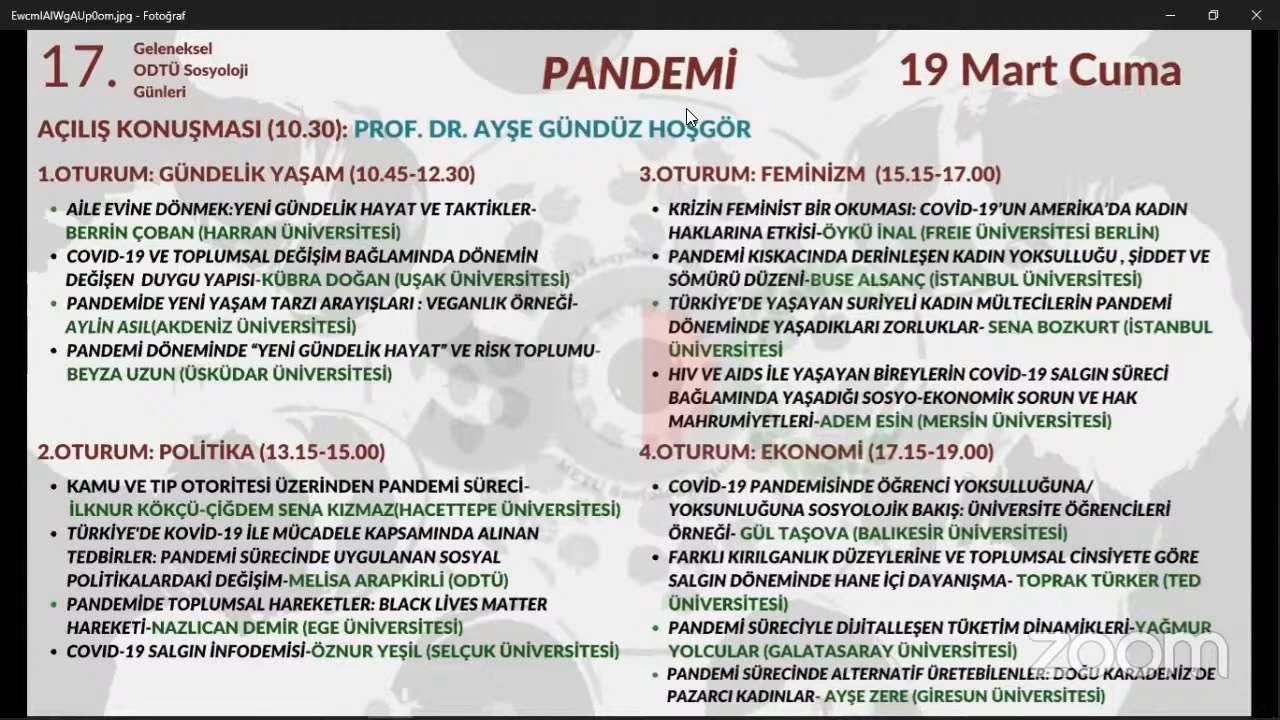 EwcmIAIWgAUp0om.jpg - Fotoğraf
17.
Geleneksel
ODTÜ Sosyoloji
Günleri
PANDEMİ
19 Mart Cuma
AÇILIŞ KONUŞMASI (10.30): PROF. DR. AYŞE GÜNDÜZ HOŞGÖR
1.OTURUM: GÜNDELİK YAŞAM (10.45-12.30)
• AİLE EVİNE DÖNMEK:YENİ GÜNDELİK HAYAT VE TAKTİKLER-
BERRİN ÇOBAN (HARRAN ÜNİVERSİTESİ)
• COVID-19 VE TOPLUMSAL DEĞİŞİM BAĞLAMINDA DÖNEMİN
DEĞİŞEN DUYGU YAPISI-KÜBRA DOĞAN (UŞAK ÜNİVERSİTESİ)
• PANDEMİDE YENİ YAŞAM TARZI ARAYIŞLARI : VEGANLIK ÖRNEĞİ-
AYLİN ASIL(AKDENİZ ÜNİVERSİTESİ)
• PANDEMİ DÖNEMİNDE “YENİ GÜNDELİK HAYAT” VE RİSK TOPLUMU-
BEYZA UZUN (ÜSKÜDAR ÜNİVERSİTESİ)
2.OTURUM: POLİTİKA (13.15-15.00)
• KAMU VE TIP OTORİTESİ ÜZERİNDEN PANDEMİ SÜRECİ-
İLKNUR KÖKÇÜ-ÇİĞDEM SENA KIZMAZ(HACETTEPE ÜNİVERSİTESİ)
• TÜRKİYE'DE KOVİD-19 İLE MÜCADELE KAPSAMINDA ALINAN
TEDBİRLER: PANDEMİ SÜRECİNDE UYGULANAN SOSYAL
POLİTİKALARDAKİ DEĞİŞİM-MELİSA ARAPKİRLİ (ODTÜ)
• PANDEMİDE TOPLUMSAL HAREKETLER: BLACK LİVES MATTER
HAREKETİ-NAZLICAN DEMİR (EGE ÜNİVERSİTESİ)
• COVID-19 SALGIN İNFODEMİSİ-ÖZNUR YEŞİL (SELÇUK ÜNİVERSİTESİ)
3.OTURUM: FEMİNİZM (15.15-17.00)
• KRİZİN FEMİNİST BİR OKUMASI: COVİD-19’UN AMERİKA’DA KADIN
HAKLARINA ETKİSİ-ÖYKÜ İNAL (FREIE ÜNİVERSİTESİ BERLİN)
• PANDEMİ KISKACINDA DERİNLEŞEN KADIN YOKSULLUĞU , ŞİDDET VE
SÖMÜRÜ DÜZENİ-BUSE ALSANÇ (İSTANBUL ÜNİVERSİTESİ)
• TÜRKİYE'DE YAŞAYAN SURİYELİ KADIN MÜLTECİLERİN PANDEMİ
DÖNEMİNDE YAŞADIKLARI ZORLUKLAR- SENA BOZKURT (İSTANBUL
ÜNİVERSİTESİ
• HIV VE AIDS İLE YAŞAYAN BİREYLERİN COVİD-19 SALGIN SÜRECİ
BAĞLAMINDA YAŞADIĞI SOSYO-EKONOMİK SORUN VE HAK
MAHRUMİYETLERİ-ADEM ESİN (MERSİN ÜNİVERSİTESİ)
4.OTURUM: EKONOMİ (17.15-19.00)
• COVİD-19 PANDEMİSİNDE ÖĞRENCİ YOKSULLUĞUNA/
YOKSUNLUĞUNA SOSYOLOJİK BAKIŞ: ÜNİVERSİTE ÖĞRENCİLERİ
ÖRNEĞİ- GÜL TAŞOVA (BALIKESİR ÜNİVERSİTESİ)
• FARKLI KIRILGANLIK DÜZEYLERİNE VE TOPLUMSAL CİNSİYETE GÖRE
SALGIN DÖNEMİNDE HANE İÇİ DAYANIŞMA- TOPRAK TÜRKER (TED
ÜNİVERSİTESİ)
• PANDEMİ SÜRECİYLE DİJİTALLEŞEN TÜKETİM DİNAMİKLERİ-YAĞMUR
YOLCULAR (GALATASARAY ÜNİVERSİTESİ)
• PANDEMİ SÜRECİNDE ALTERNATİF ÜRETEBİLENLER: DOĞU KARADENİZ'DE
PAZARCI KADINLAR- AYŞE ZERE (GİRESUN ÜNİVERSİTESİ)
zoom